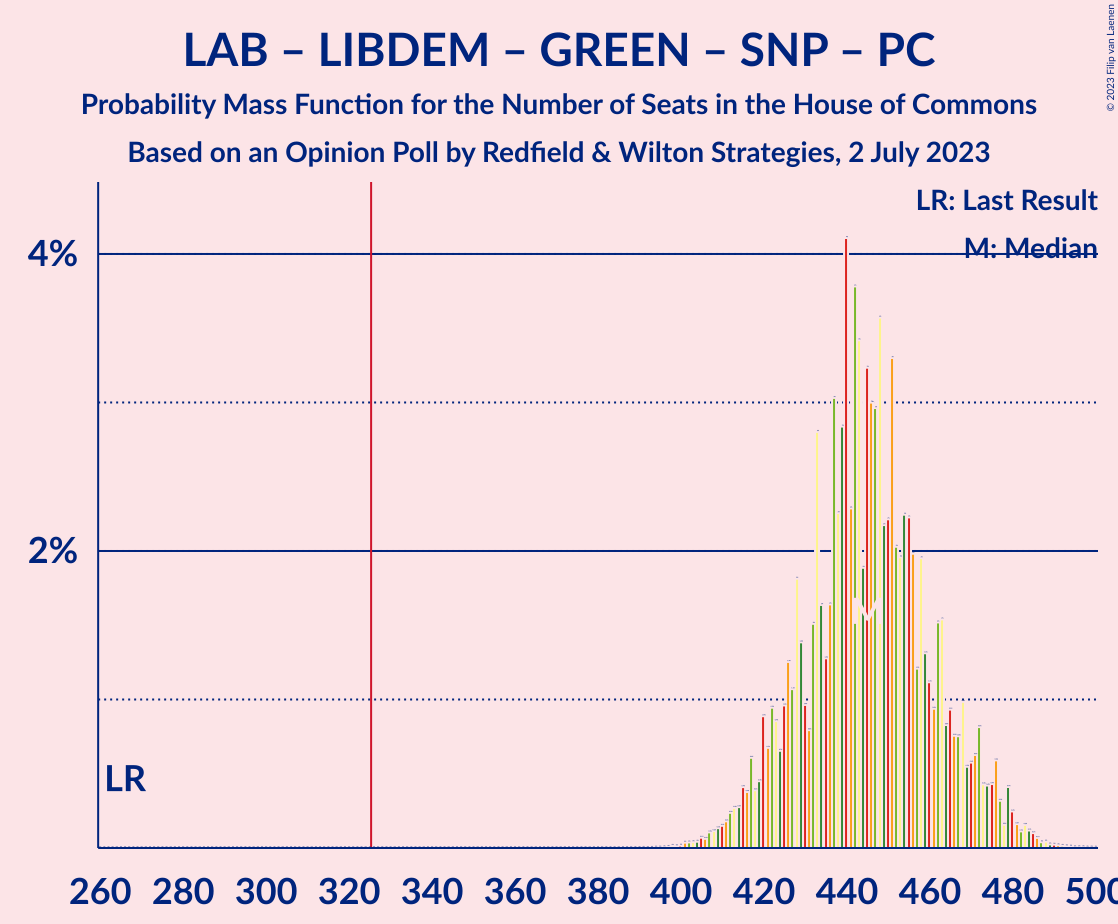 LAB – LIBDEM – GREEN – SNP – PC
Probability Mass Function for the Number of Seats in the House of Commons
Based on an Opinion Poll by Redfield & Wilton Strategies, 2 July 2023
© 2023 Filip van Laenen
LR: Last Result
M: Median
4%
2%
LR
M
260 280 300 320 340 360 380 400 420 440 460 480 500